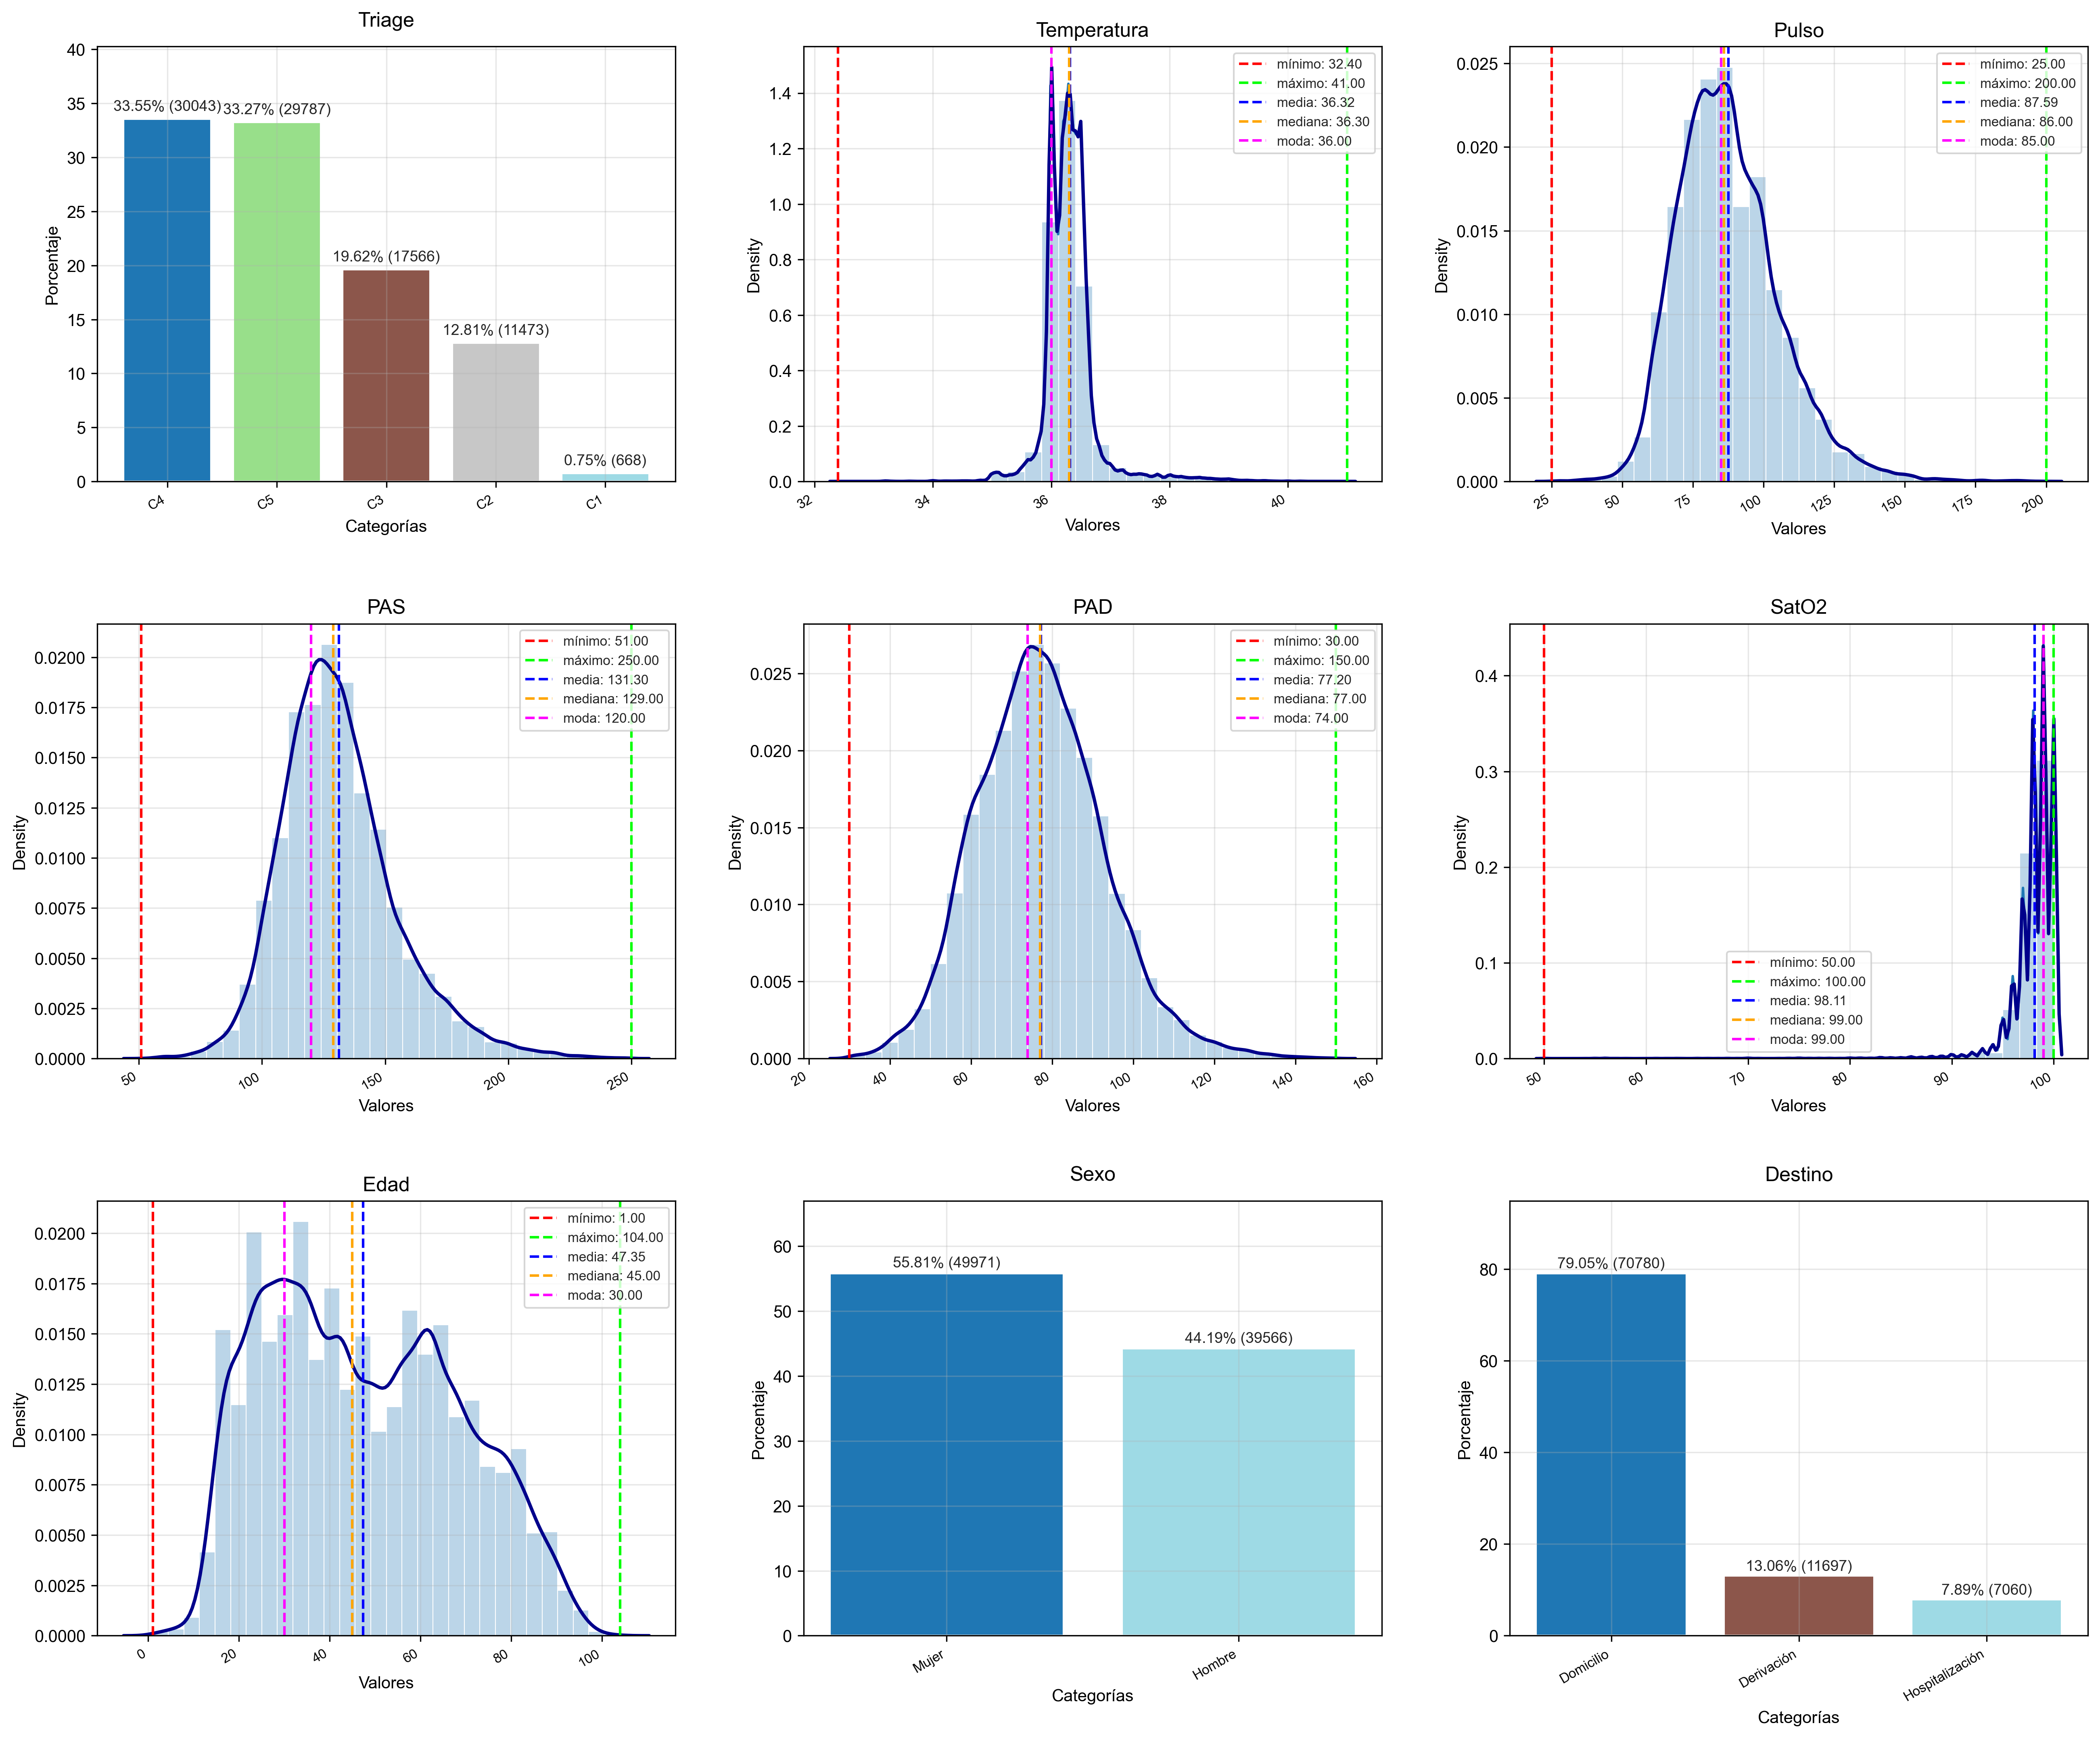 Triage
Porcentaje
40
35
30
25
20
15
10
5
0
33.55% (30043)
33.27% (29787)
19.62% (17566)
12.81% (11473)
0.75% (668)
C4
C5
C3
C2
C1
Categorías
Temperatura
Density
1.4
1.2
1.0
0.8
0.6
0.4
0.2
0.0
mínimo: 32.40
máximo: 41.00
media: 36.32
mediana: 36.30
moda: 36.00
32
34
36
38
40
Valores
Pulso
Density
0.025
0.020
0.015
0.010
0.005
0.000
mínimo: 25.00
máximo: 200.00
media: 87.59
mediana: 86.00
moda: 85.00
25
50
75
100
125
150
175
200
Valores
PAS
Density
0.0200
0.0175
0.0150
0.0125
0.0100
0.0075
0.0050
0.0025
0.0000
mínimo: 51.00
máximo: 250.00
media: 131.30
mediana: 129.00
moda: 120.00
50
100
150
200
250
Valores
PAD
Density
0.025
0.020
0.015
0.010
0.005
0.000
mínimo: 30.00
máximo: 150.00
media: 77.20
mediana: 77.00
moda: 74.00
20
40
60
80
100
120
140
160
Valores
SatO2
Density
0.4
0.3
0.2
0.1
0.0
mínimo: 50.00
máximo: 100.00
media: 98.11
mediana: 99.00
moda: 99.00
50
60
70
80
90
100
Valores
Edad
Density
0.0200
0.0175
0.0150
0.0125
0.0100
0.0075
0.0050
0.0025
0.0000
mínimo: 1.00
máximo: 104.00
media: 47.35
mediana: 45.00
moda: 30.00
0
20
40
60
80
100
Valores
Sexo
Porcentaje
60
50
40
30
20
10
0
55.81% (49971)
44.19% (39566)
Mujer
Hombre
Categorías
Destino
Porcentaje
80
60
40
20
0
79.05% (70780)
13.06% (11697)
7.89% (7060)
Domicilio
Derivación
Hospitalización
Categorías